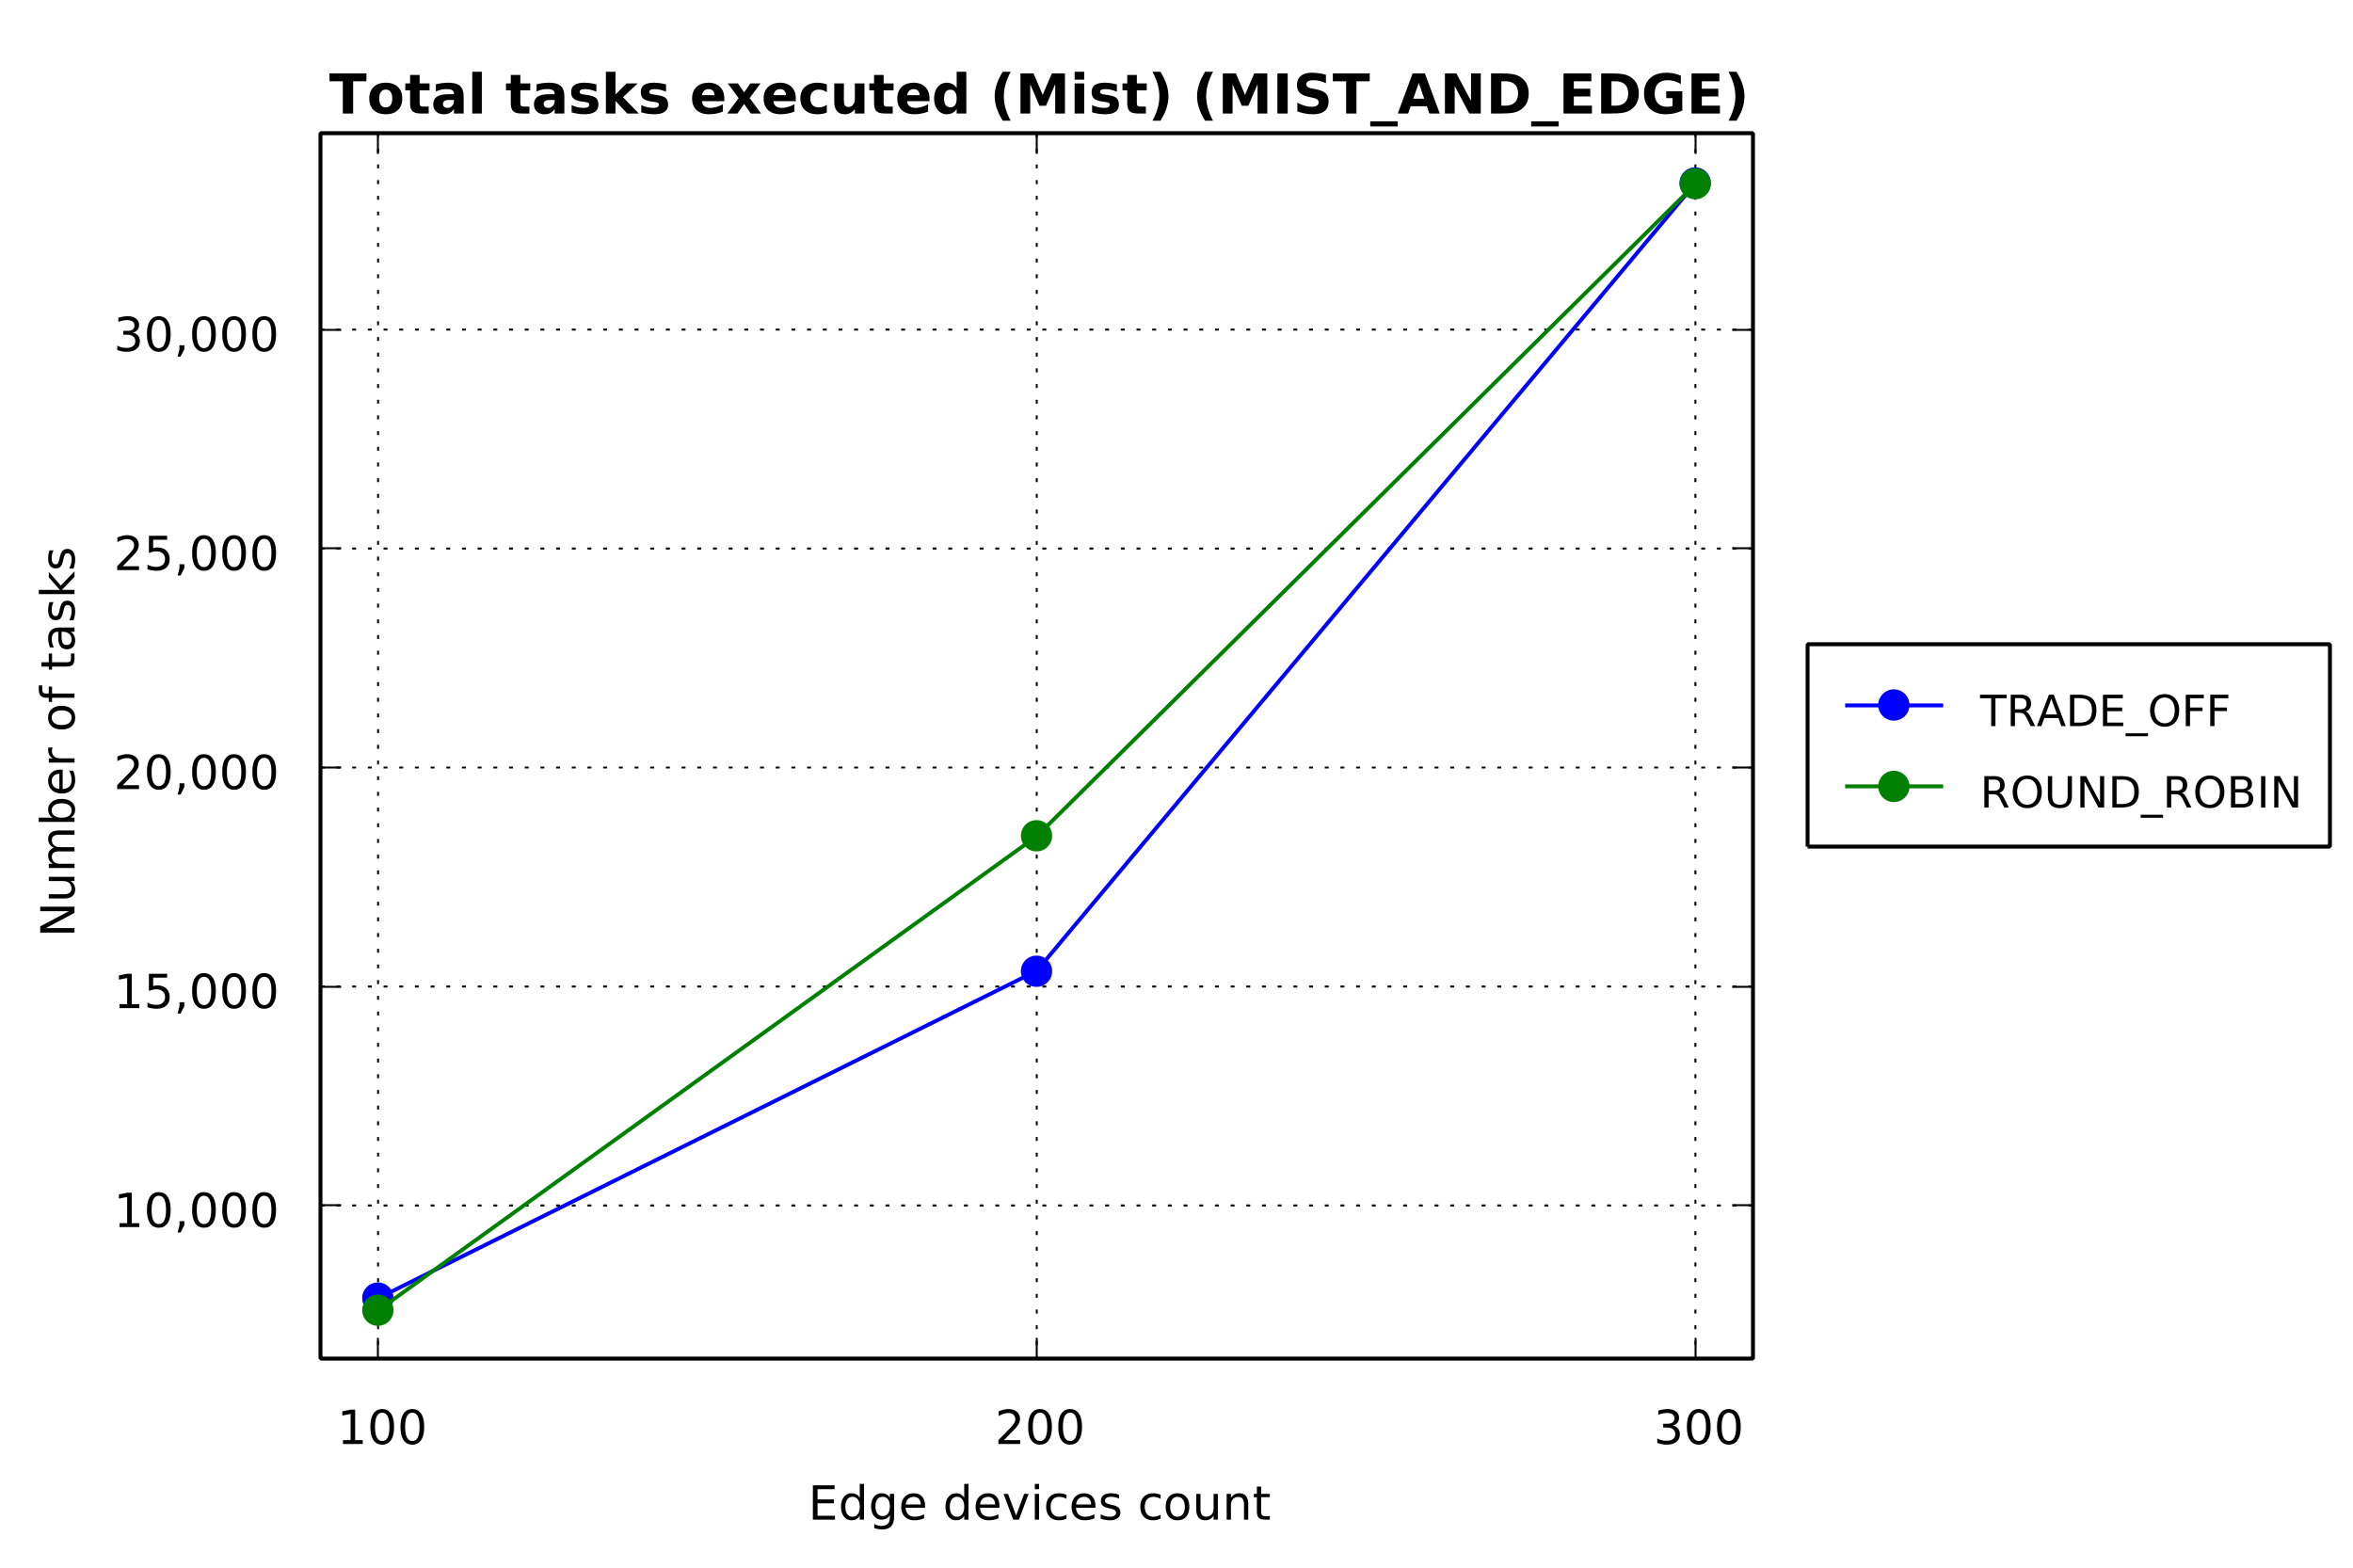 Total tasks executed (Mist) (MIST_AND_EDGE)
30,000
25,000
20,000
15,000
10,000
Number of tasks
100 200 300
Edge devices count
TRADE_OFF
ROUND_ROBIN